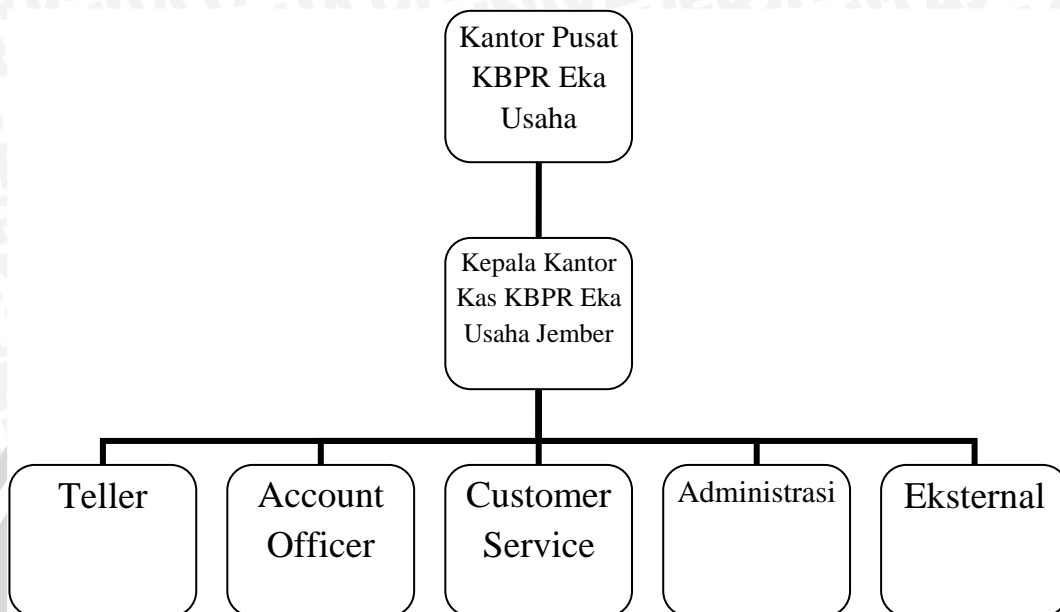 Kantor Pusat
KBPR Eka
Usaha
Kepala Kantor
Kas KBPR Eka
Usaha Jember
Teller
Account
Officer
Customer
Service
Administrasi
Eksternal